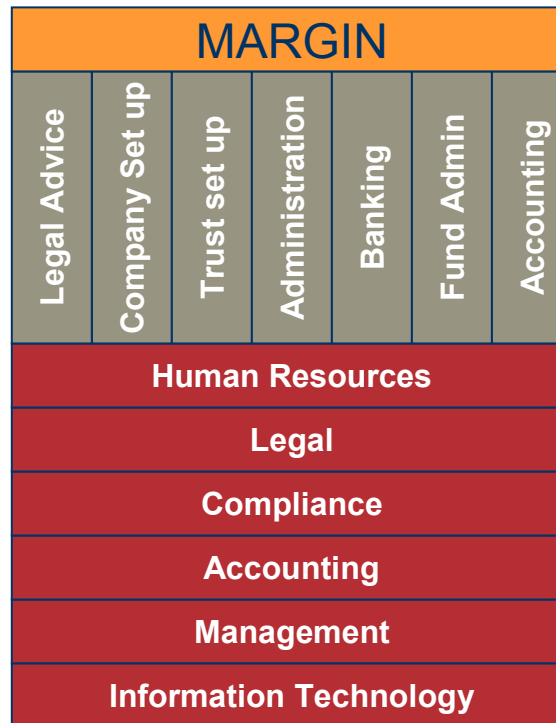 MARGIN
Legal Advice
Company Set up
Trust set up
Administration
Banking
Fund Admin
Accounting
Human Resources
Legal
Compliance
Accounting
Management
Information Technology